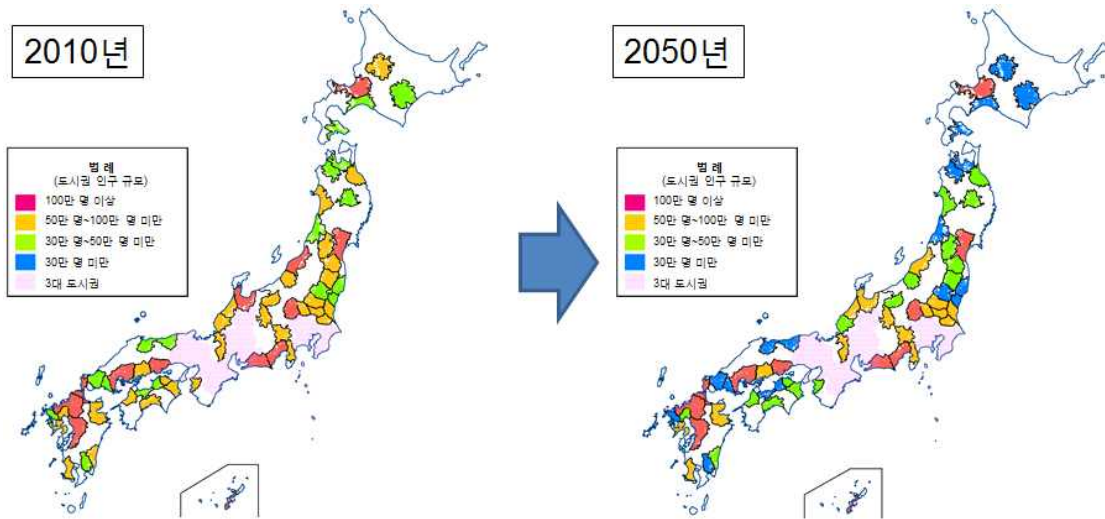 2010년
범 례
(도시권 인구 규모)
100만 명 이상
50만 명~100만 명 미만
30만 명~50만 명 미만
30만 명 미만
3대 도시권
2050년
범 례
(도시권 인구 규모)
100만 명 이상
50만 명~100만 명 미만
30만 명~50만 명 미만
30만 명 미만
3대 도시권